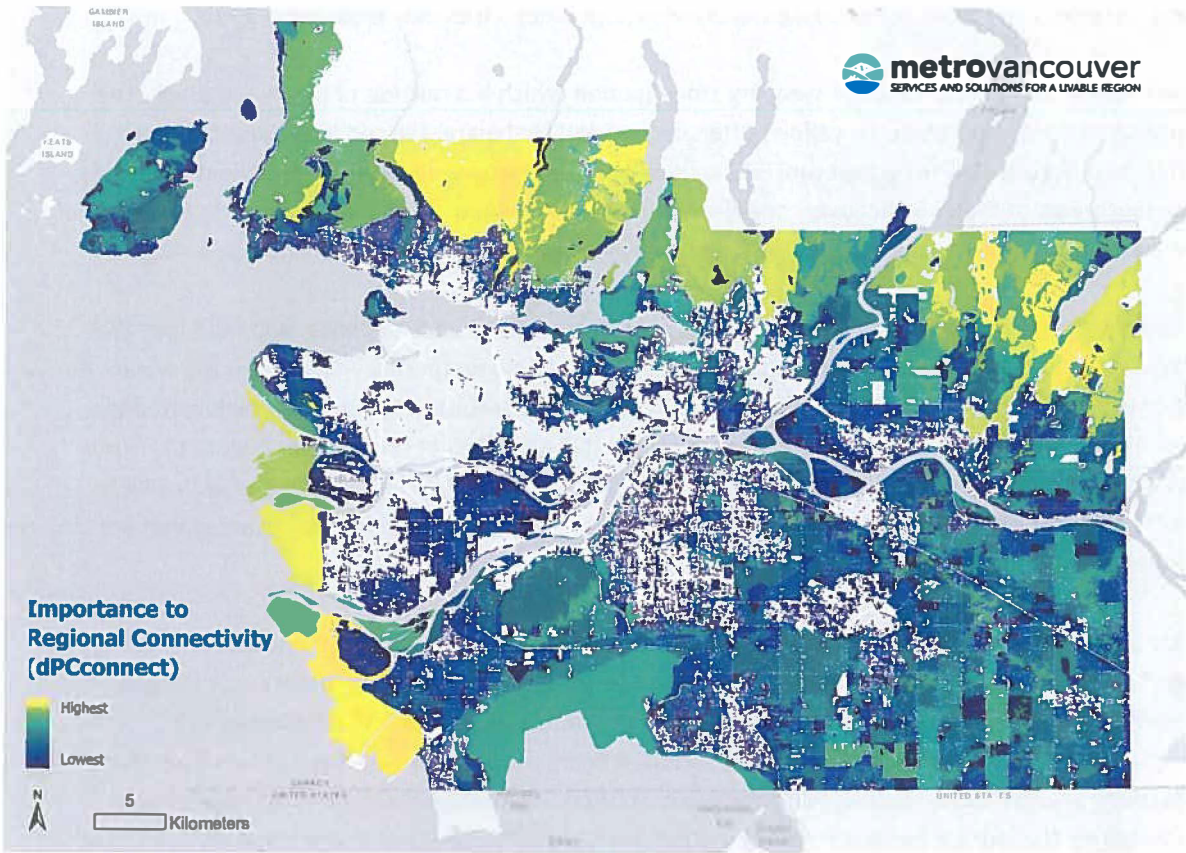 GAMBIER
ISLAND
metrovancouver
SERVICES AND SOLUTIONS FOR A LIVABLE REGION
KEATS
ISLAND
ISLAND
Importance to
Regional Connectivity
(dPCconnect)
Highest
Lowest
N
5
Kilometers
CANADA
UNITED STATES
UNITED STATES